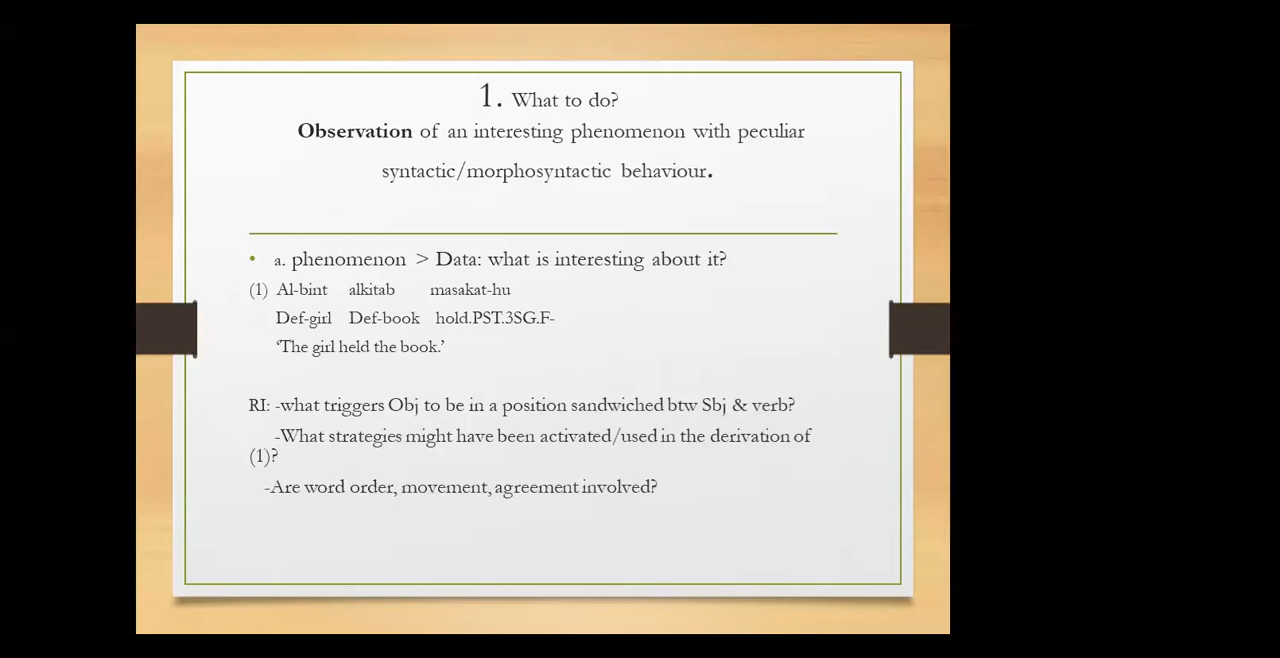 1. What to do?
Observation of an interesting phenomenon with peculiar
syntactic/morphosyntactic behaviour.
• a. phenomenon > Data: what is interesting about it?
(1) Al-bint alkitab masakat-hu
Def-girl Def-book hold.PST.3SG.F-
‘The girl held the book.’
RI: -what triggers Obj to be in a position sandwiched btw Sbj & verb?
-What strategies might have been activated/used in the derivation of
(1)?
-Are word order, movement, agreement involved?